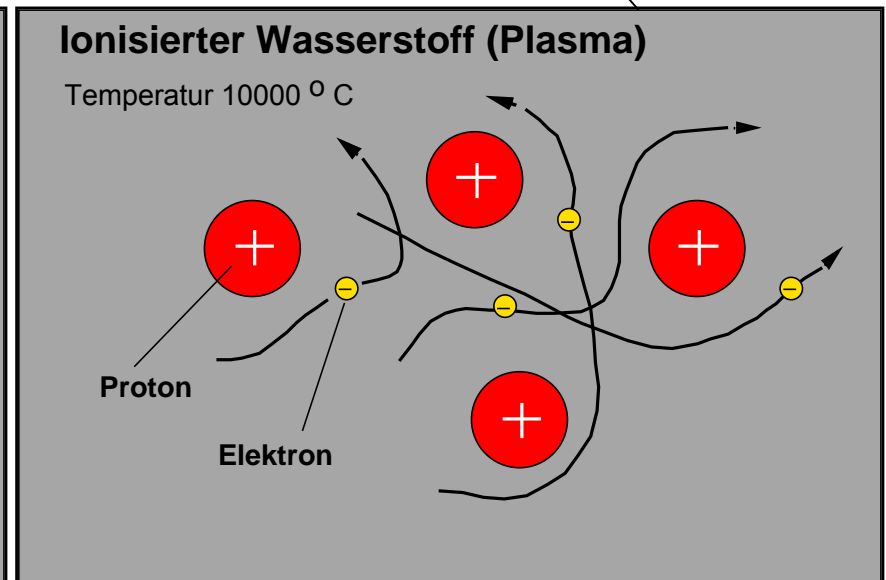 Ionisierter Wasserstoff (Plasma)
Temperatur 10000 º C
+
−
+
+
−
−
−
Proton
+
Elektron